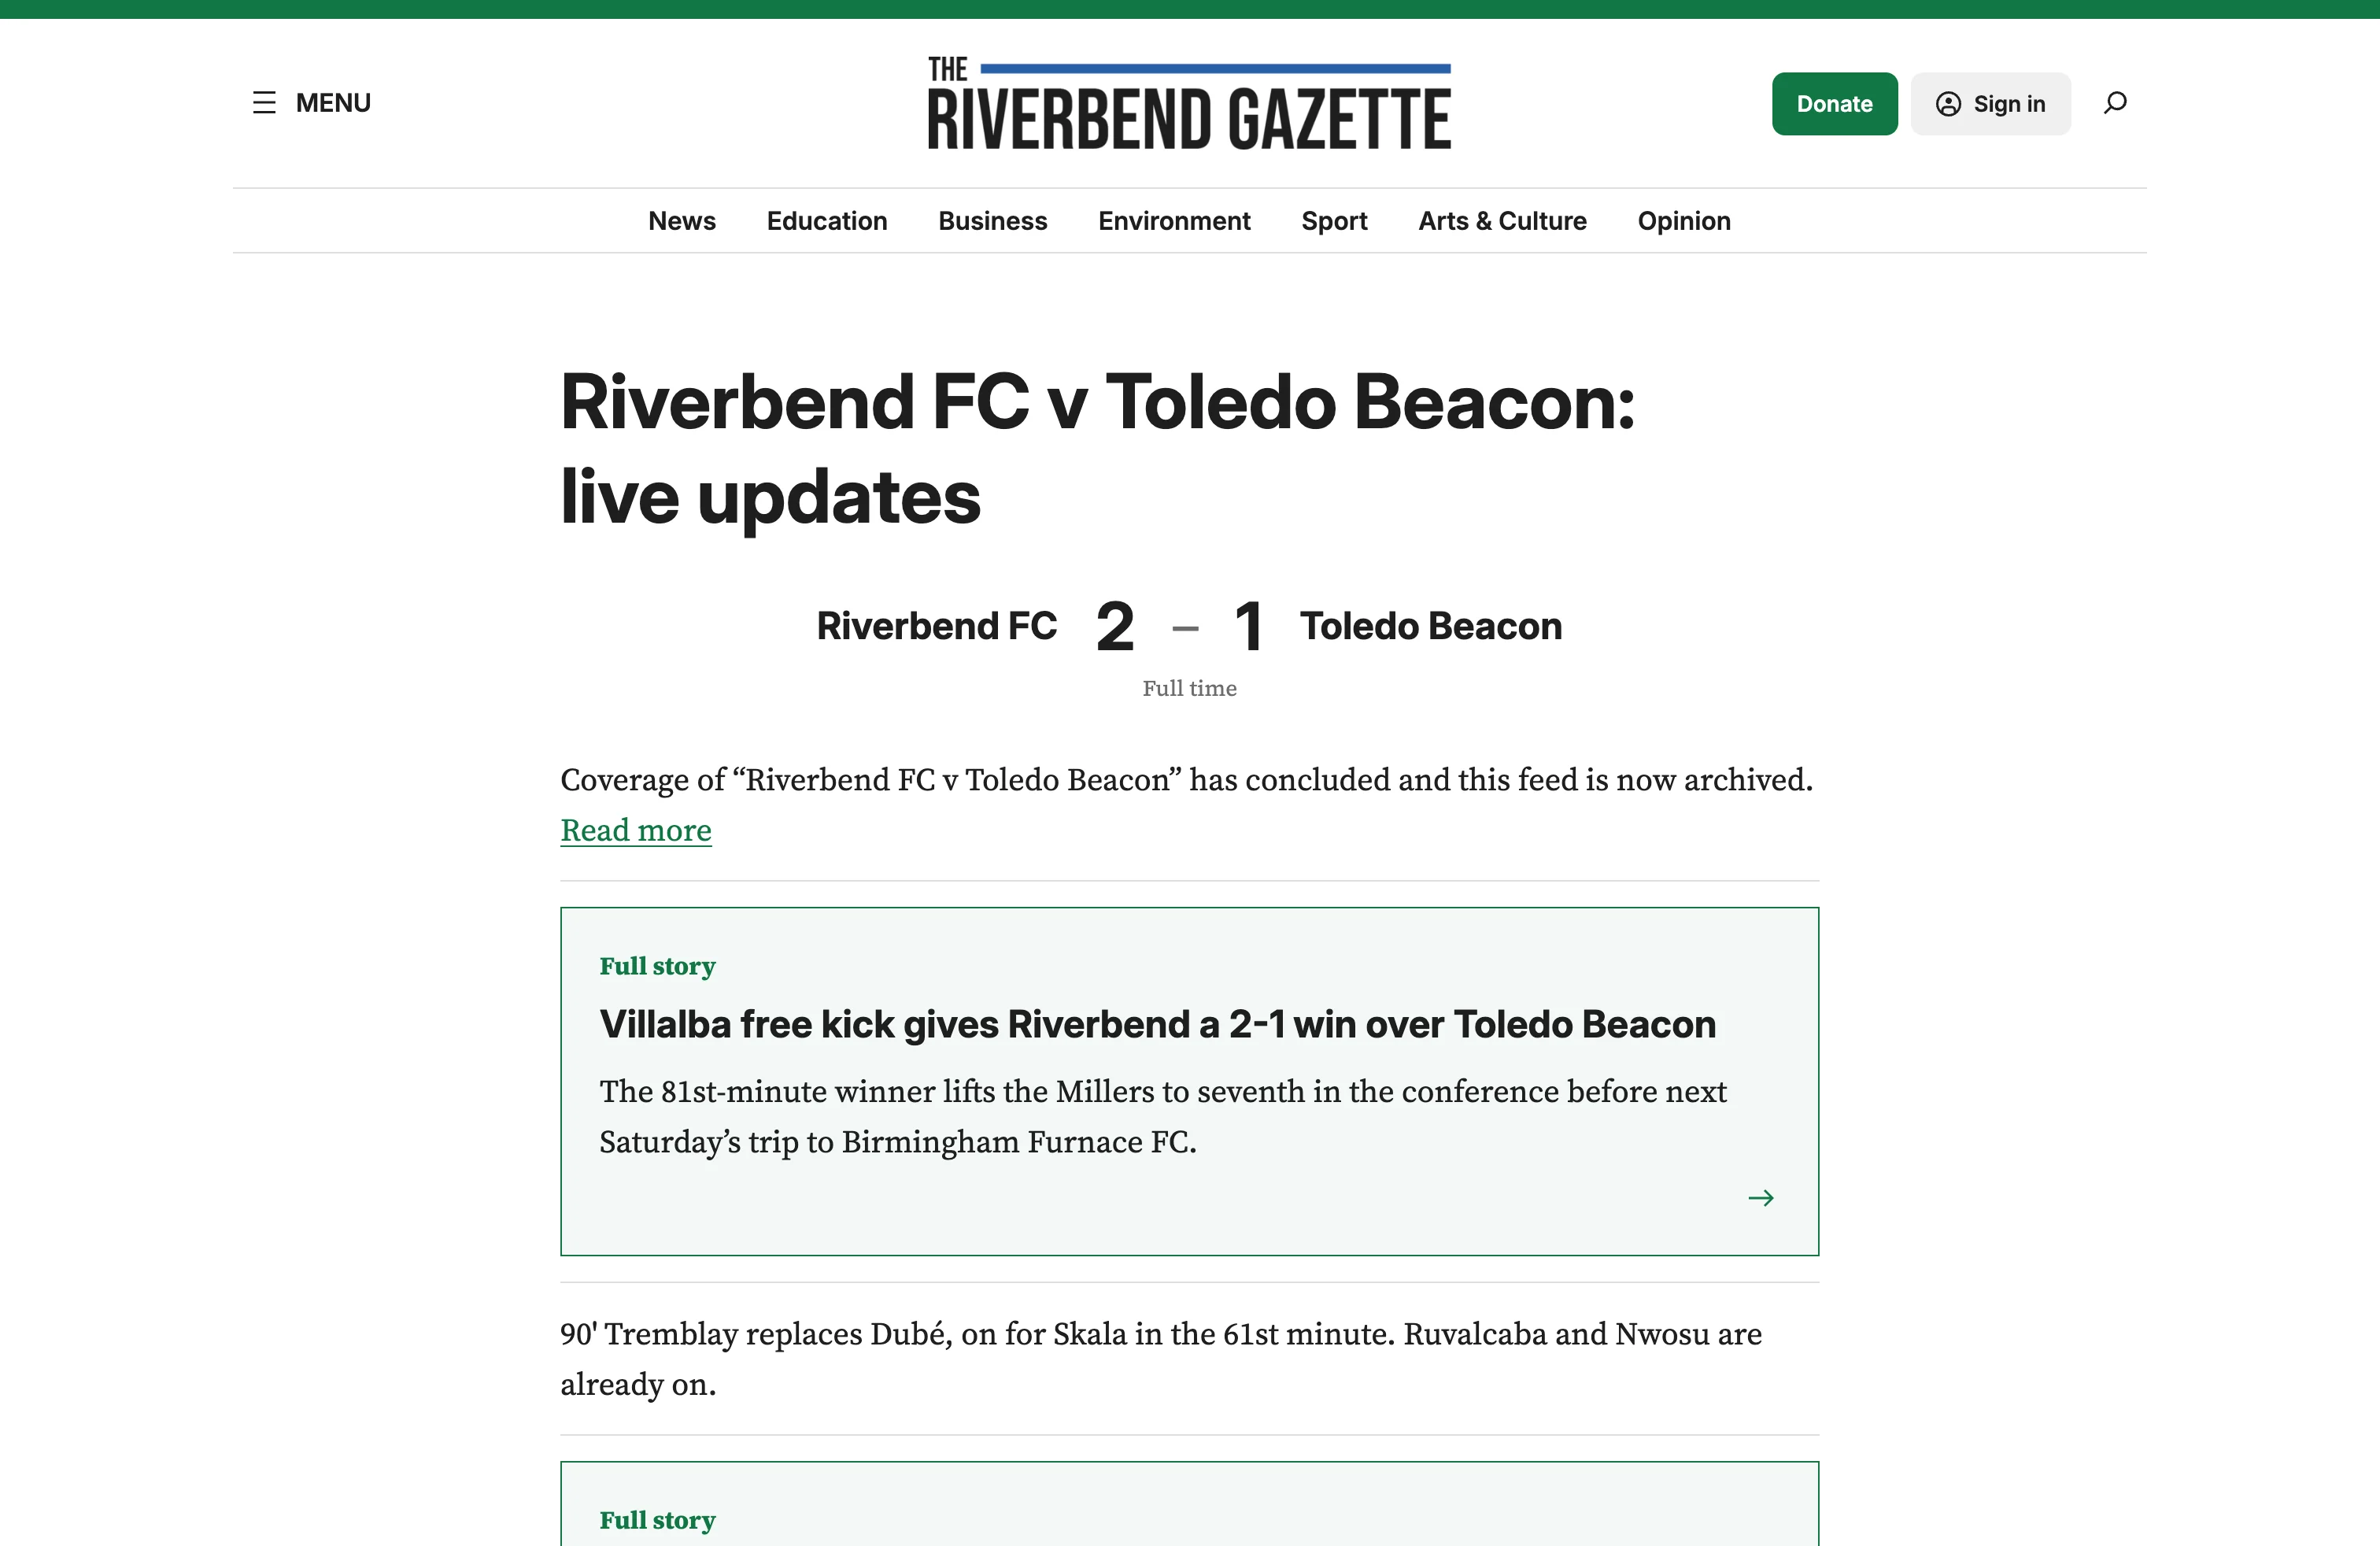 MENU
THE
RIVERBEND GAZETTE
Donate
Sign in
News
Education
Business
Environment
Sport
Arts & Culture
Opinion
Riverbend FC v Toledo Beacon:
live updates
Riverbend FC 2 – 1 Toledo Beacon
Full time
Coverage of “Riverbend FC v Toledo Beacon” has concluded and this feed is now archived.
Read more
Full story
Villalba free kick gives Riverbend a 2-1 win over Toledo Beacon
The 81st-minute winner lifts the Millers to seventh in the conference before next
Saturday’s trip to Birmingham Furnace FC.
90' Tremblay replaces Dubé, on for Skala in the 61st minute. Ruvalcaba and Nwosu are
already on.
Full story